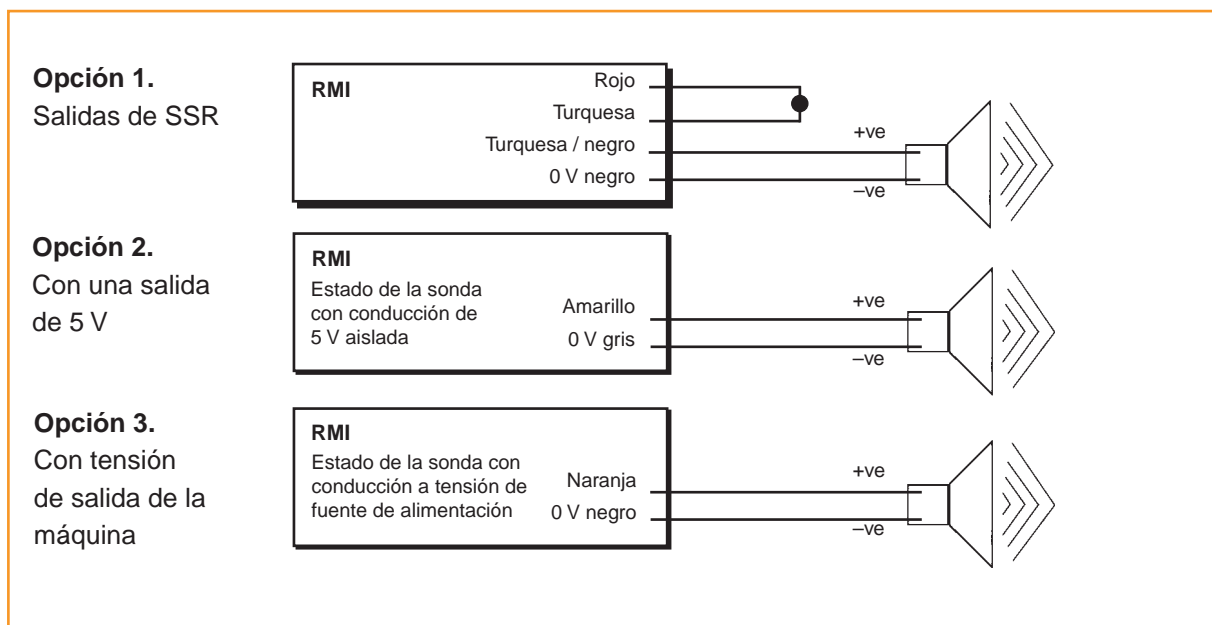 Opción 1.
Salidas de SSR
RMI
Rojo
Turquesa
Turquesa / negro
0 V negro
+ve
–ve
Opción 2.
Con una salida
de 5 V
RMI
Estado de la sonda
con conducción de
5 V aislada
Amarillo
0 V gris
+ve
–ve
Opción 3.
Con tensión
de salida de la
máquina
RMI
Estado de la sonda con
conducción a tensión de
fuente de alimentación
Naranja
0 V negro
+ve
–ve